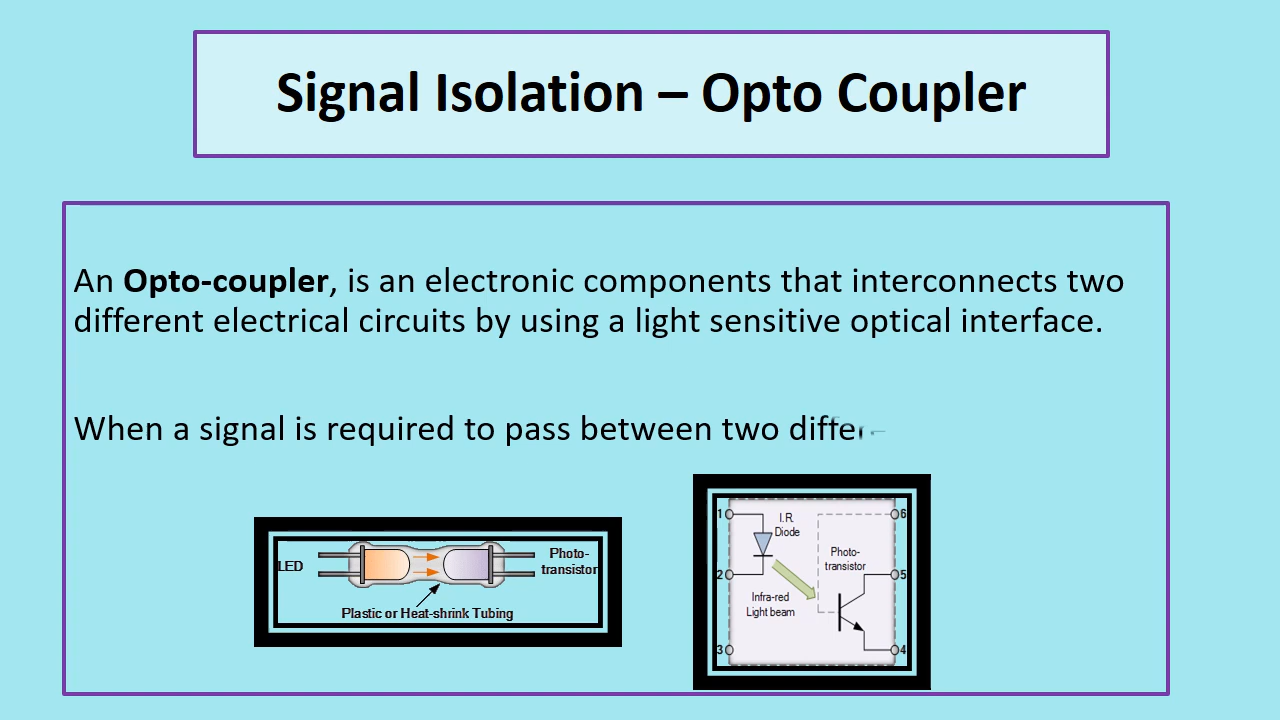 Signal Isolation – Opto Coupler
An Opto-coupler, is an electronic components that interconnects two
different electrical circuits by using a light sensitive optical interface.
When a signal is required to pass between two
LED
Photo-
transistor
Plastic or Heat-shrink Tubing
1
I.R.
Diode
6
Photo-
transistor
2
5
Infra-red
Light beam
3
4